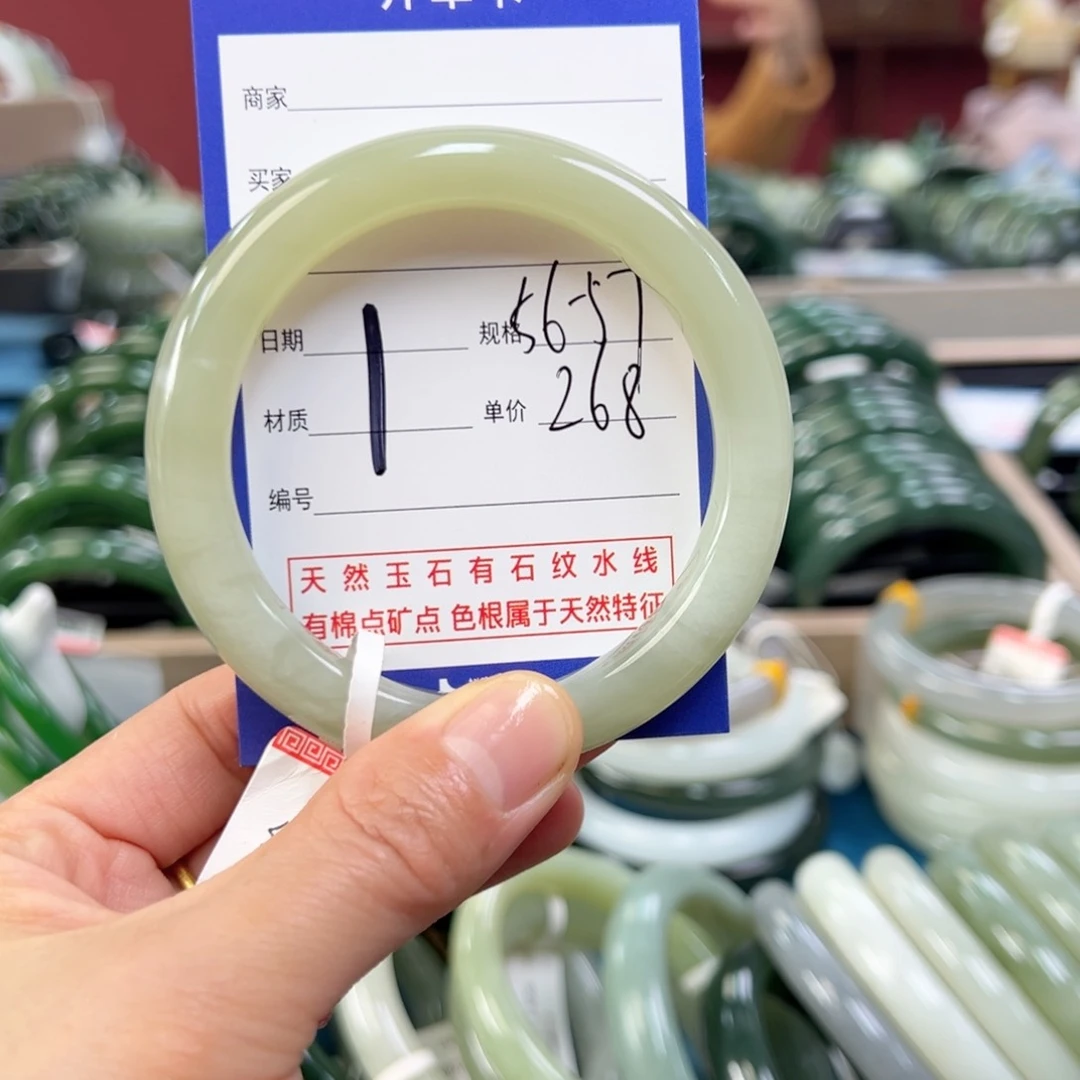 商家
买家
日期 规格 56-57
材质 1 单价 268
编号
天然玉石有石纹水线
有棉点矿点 色根属于天然特征